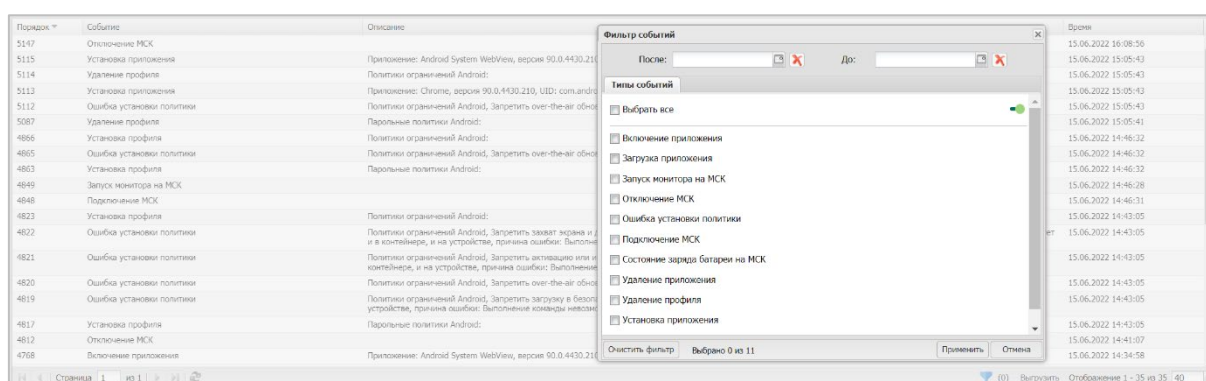 Порядок Событие Описание Время
5147 Отключение МСК 15.06.2022 16:08:56
5115 Установка приложения Приложение: Android System WebView, версия 90.0.4430.210 15.06.2022 15:05:43
5114 Удаление профиля Политики ограничений Android: 15.06.2022 15:05:43
5113 Установка приложения Приложение: Chrome, версия 90.0.4430.210, UID: com.andro 15.06.2022 15:05:43
5112 Ошибка установки политики Политики ограничений Android, Запретить over-the-air обнов 15.06.2022 15:05:43
5087 Удаление профиля Парольные политики Android: 15.06.2022 15:05:41
4866 Установка профиля Политики ограничений Android: 15.06.2022 14:46:32
4865 Ошибка установки политики Политики ограничений Android, Запретить over-the-air обнов 15.06.2022 14:46:32
4863 Установка профиля Парольные политики Android: 15.06.2022 14:46:32
4849 Запуск монитора на МСК 15.06.2022 14:46:28
4848 Подключение МСК 15.06.2022 14:46:31
4823 Установка профиля Политики ограничений Android: 15.06.2022 14:43:05
4822 Ошибка установки политики Политики ограничений Android, Запретить захват экрана и д ет 15.06.2022 14:43:05
и в контейнере, и на устройстве, причина ошибки: Выполне
4821 Ошибка установки политики Политики ограничений Android, Запретить активацию или и 15.06.2022 14:43:05
контейнере, и на устройстве, причина ошибки: Выполнение
4820 Ошибка установки политики Политики ограничений Android, Запретить over-the-air обнов 15.06.2022 14:43:05
4819 Ошибка установки политики Политики ограничений Android, Запретить загрузку в безопа 15.06.2022 14:43:05
устройстве, причина ошибки: Выполнение команды невозмо
4817 Установка профиля Парольные политики Android: 15.06.2022 14:43:05
4812 Отключение МСК 15.06.2022 14:41:07
4768 Включение приложения Приложение: Android System WebView, версия 90.0.4430.210 15.06.2022 14:34:58
Страница 1 из 1 (0) Выгрузить Отображение 1 - 35 из 35 40
Фильтр событий
После: До:
Типы событий
Выбрать все
Включение приложения
Загрузка приложения
Запуск монитора на МСК
Отключение МСК
Ошибка установки политики
Подключение МСК
Состояние заряда батареи на МСК
Удаление приложения
Удаление профиля
Установка приложения
Очистить фильтр Выбрано 0 из 11 Применить Отмена